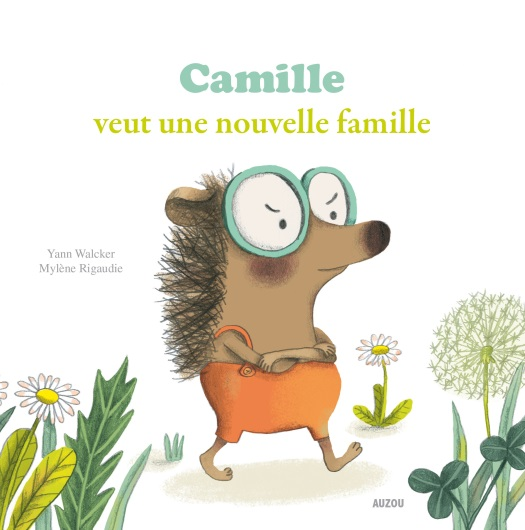 Camille
veut une nouvelle famille
Yann Walcker
Mylène Rigaudie
AUZOU